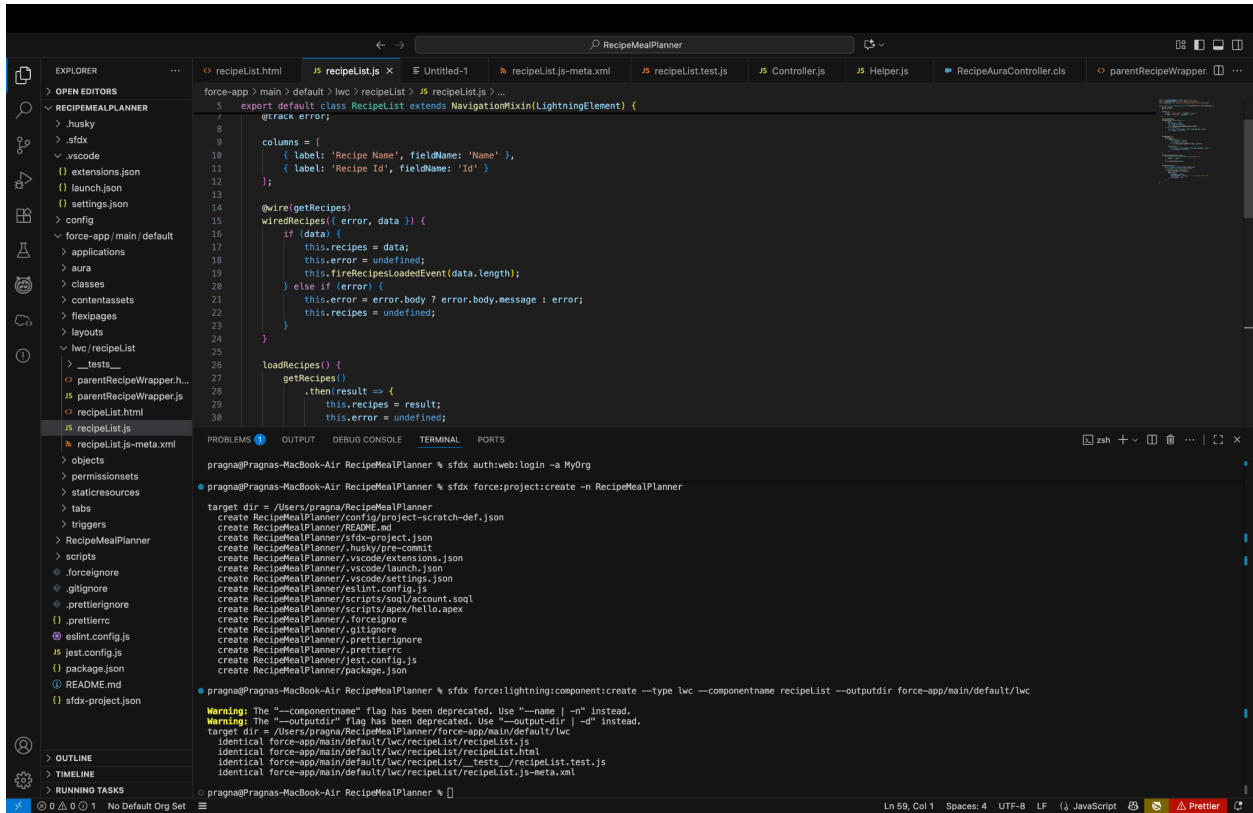 RecipeMealPlanner
EXPLORER
recipeList.html
JS recipeList.js
Untitled-1
recipeList.js-meta.xml
JS recipeList.test.js
JS Controller.js
JS Helper.js
RecipeAuraController.cls
parentRecipeWrapper.
OPEN EDITORS
RECIPEMEALPLANNER
.husky
.sfdx
.vscode
{} extensions.json
{} launch.json
{} settings.json
config
force-app/main/default
applications
aura
classes
contentassets
flexipages
layouts
lwc/recipeList
__tests__
parentRecipeWrapper.h...
JS parentRecipeWrapper.js
recipeList.html
JS recipeList.js
recipeList.js-meta.xml
objects
permissionsets
staticresources
tabs
triggers
RecipeMealPlanner
scripts
.forceignore
.gitignore
.prettierignore
{} .prettierrc
eslint.config.js
JS jest.config.js
{} package.json
README.md
{} sfdx-project.json
OUTLINE
TIMELINE
RUNNING TASKS
force-app > main > default > lwc > recipeList > JS recipeList.js > ...
5 export default class RecipeList extends NavigationMixin(LightningElement) {
7 @track error;
8
9 columns = [
10 { label: 'Recipe Name', fieldName: 'Name' },
11 { label: 'Recipe Id', fieldName: 'Id' }
12 ];
13
14 @wire(getRecipes)
15 wiredRecipes({ error, data }) {
16 if (data) {
17 this.recipes = data;
18 this.error = undefined;
19 this.fireRecipesLoadedEvent(data.length);
20 } else if (error) {
21 this.error = error.body ? error.body.message : error;
22 this.recipes = undefined;
23 }
24 }
25
26 loadRecipes() {
27 getRecipes()
28 .then(result => {
29 this.recipes = result;
30 this.error = undefined;
PROBLEMS 1 OUTPUT DEBUG CONSOLE TERMINAL PORTS
zsh
pragna@Pragnas-MacBook-Air RecipeMealPlanner % sfdx auth:web:login -a MyOrg
pragna@Pragnas-MacBook-Air RecipeMealPlanner % sfdx force:project:create -n RecipeMealPlanner
target dir = /Users/pragna/RecipeMealPlanner
create RecipeMealPlanner/config/project-scratch-def.json
create RecipeMealPlanner/README.md
create RecipeMealPlanner/sfdx-project.json
create RecipeMealPlanner/.husky/pre-commit
create RecipeMealPlanner/.vscode/extensions.json
create RecipeMealPlanner/.vscode/launch.json
create RecipeMealPlanner/.vscode/settings.json
create RecipeMealPlanner/eslint.config.js
create RecipeMealPlanner/scripts/soql/account.soql
create RecipeMealPlanner/scripts/apex/hello.apex
create RecipeMealPlanner/.forceignore
create RecipeMealPlanner/.gitignore
create RecipeMealPlanner/.prettierignore
create RecipeMealPlanner/.prettierrc
create RecipeMealPlanner/jest.config.js
create RecipeMealPlanner/package.json
pragna@Pragnas-MacBook-Air RecipeMealPlanner % sfdx force:lightning:component:create --type lwc --componentname recipeList --outputdir force-app/main/default/lwc
Warning: The "--componentname" flag has been deprecated. Use "--name | -n" instead.
Warning: The "--outputdir" flag has been deprecated. Use "--output-dir | -d" instead.
target dir = /Users/pragna/RecipeMealPlanner/force-app/main/default/lwc
identical force-app/main/default/lwc/recipeList/recipeList.js
identical force-app/main/default/lwc/recipeList/recipeList.html
identical force-app/main/default/lwc/recipeList/__tests__/recipeList.test.js
identical force-app/main/default/lwc/recipeList/recipeList.js-meta.xml
pragna@Pragnas-MacBook-Air RecipeMealPlanner %
0 0 1 No Default Org Set
Ln 59, Col 1 Spaces: 4 UTF-8 LF JavaScript Prettier